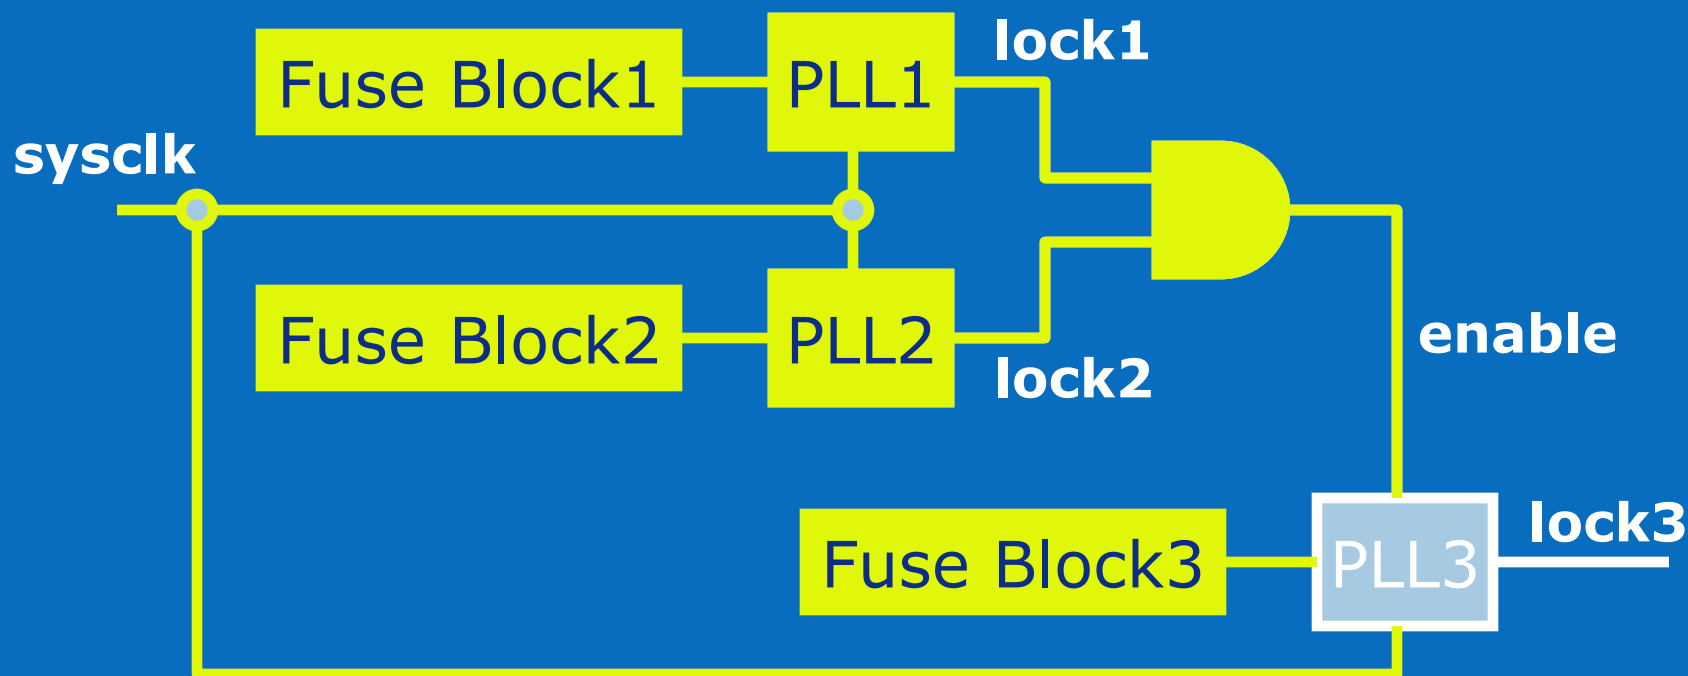 lock1
Fuse Block1
PLL1
sysclk
Fuse Block2
PLL2
lock2
enable
Fuse Block3
PLL3
lock3